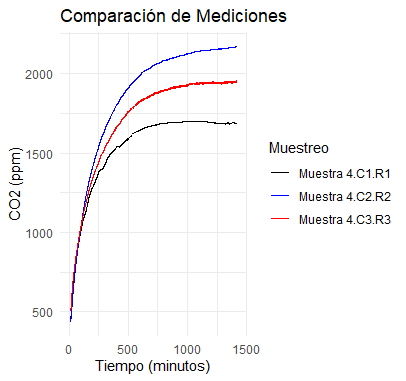 Comparación de Mediciones
CO2 (ppm)
2000
1500
1000
500
0
500
1000
1500
Tiempo (minutos)
Muestreo
Muestra 4.C1.R1
Muestra 4.C2.R2
Muestra 4.C3.R3